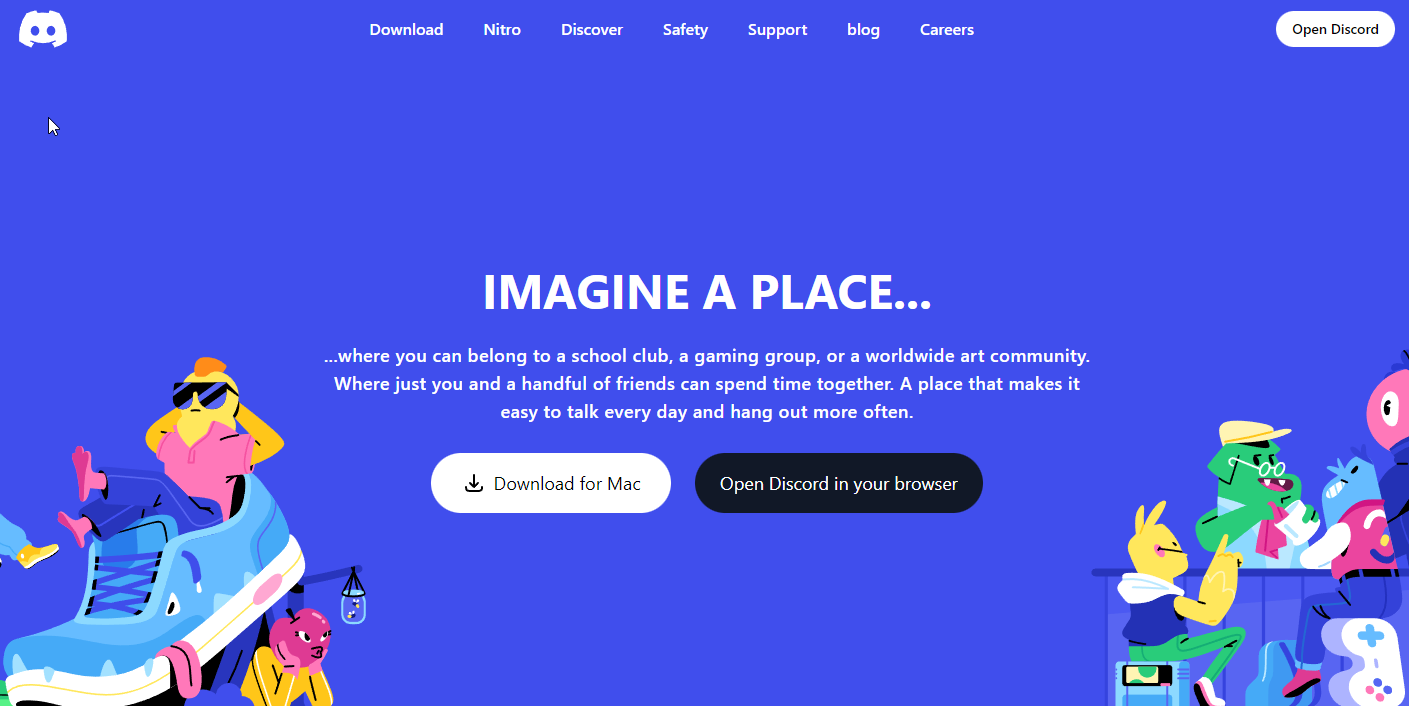 Download Nitro Discover Safety Support blog Careers Open Discord
IMAGINE A PLACE...
...where you can belong to a school club, a gaming group, or a worldwide art community.
Where just you and a handful of friends can spend time together. A place that makes it
easy to talk every day and hang out more often.
Download for Mac Open Discord in your browser